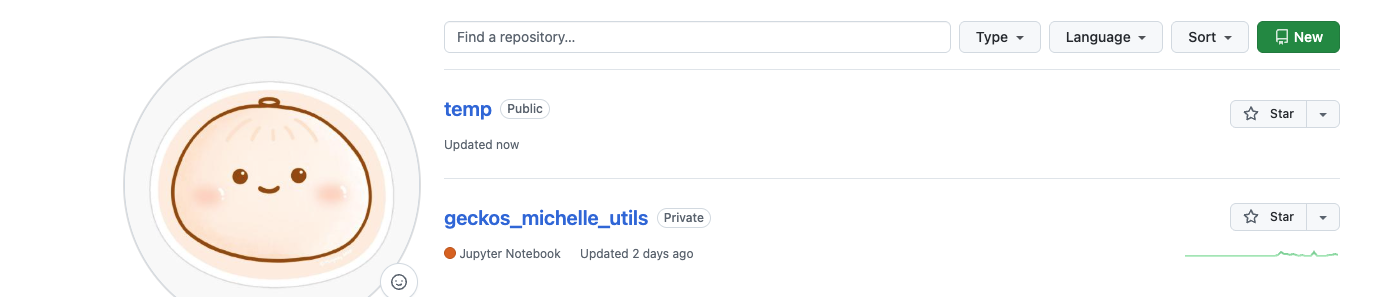 Find a repository...
Type
Language
Sort
New
temp
Public
Star
Updated now
geckos_michelle_utils
Private
Star
Jupyter Notebook
Updated 2 days ago